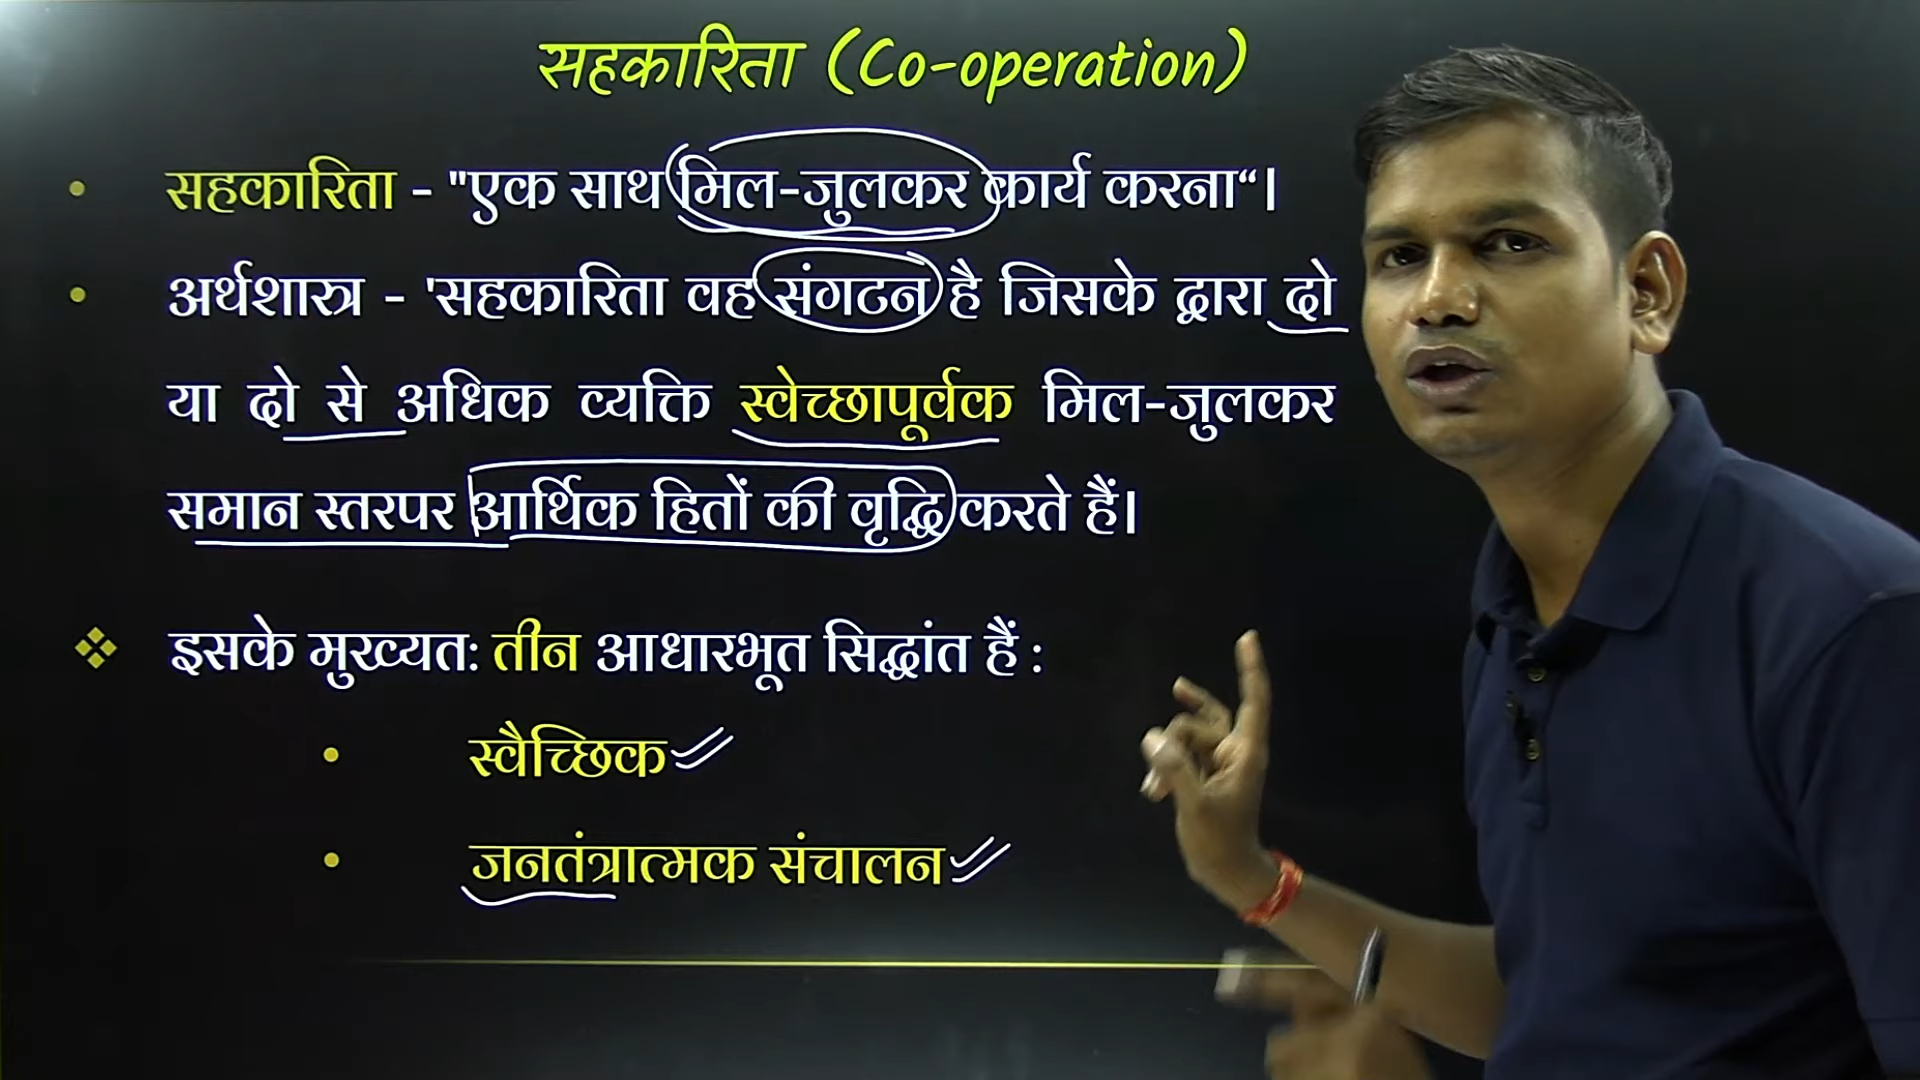 सहकारिता (Co-operation)
• सहकारिता - "एक साथ मिल-जुलकर कार्य करना“।
• अर्थशास्त्र - 'सहकारिता वह संगटन है जिसके द्वारा दो
या दो से अधिक व्यक्ति स्वेच्छापूर्वक मिल-जुलकर
समान स्तरपर आर्थिक हितों की वृद्धि करते हैं।
❖ इसके मुख्यतः तीन आधारभूत सिद्धांत हैं :
• स्वैच्छिक
• जनतंत्रात्मक संचालन